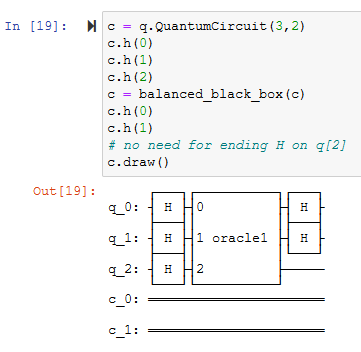 In [19]:
c = q.QuantumCircuit(3,2)
c.h(0)
c.h(1)
c.h(2)
c = balanced_black_box(c)
c.h(0)
c.h(1)
# no need for ending H on q[2]
c.draw()
Out[19]:
q_0: H 0 H
q_1: H 1 oracle1 H
q_2: H 2
c_0:
c_1: